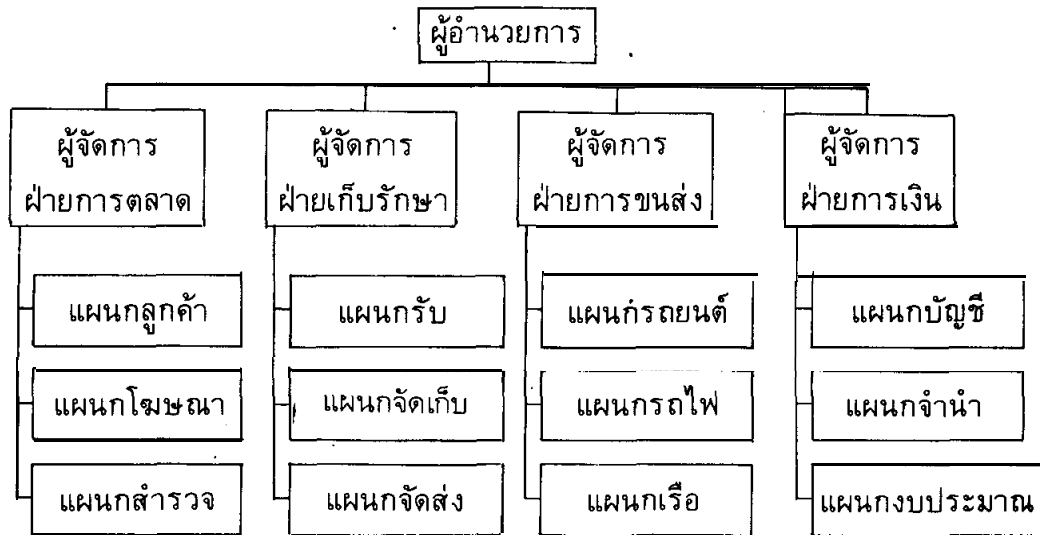 ผู้อำนวยการ
ผู้จัดการ
ฝ่ายการตลาด
ผู้จัดการ
ฝ่ายเก็บรักษา
ผู้จัดการ
ฝ่ายการขนส่ง
ผู้จัดการ
ฝ่ายการเงิน
แผนกลูกค้า
แผนกรับ
แผนกรถยนต์
แผนกบัญชี
แผนกโฆษณา
แผนกจัดเก็บ
แผนกรถไฟ
แผนกจำนำ
แผนกสำรวจ
แผนกจัดส่ง
แผนกเรือ
แผนกงบประมาณ